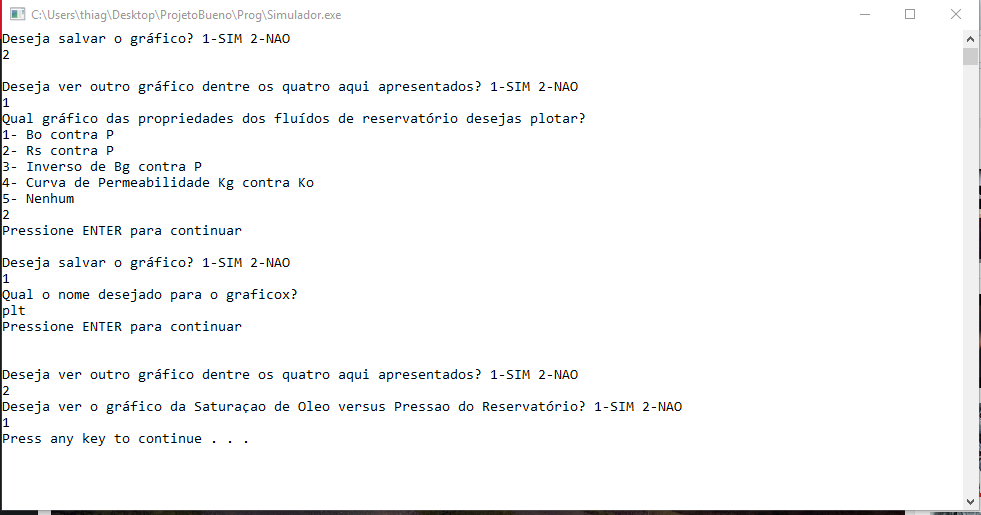 C:\Users\thiag\Desktop\ProjetoBueno\Prog\Simulador.exe
Deseja salvar o gráfico? 1-SIM 2-NAO
2
Deseja ver outro gráfico dentre os quatro aqui apresentados? 1-SIM 2-NAO
1
Qual gráfico das propriedades dos fluídos de reservatório desejas plotar?
1- Bo contra P
2- Rs contra P
3- Inverso de Bg contra P
4- Curva de Permeabilidade Kg contra Ko
5- Nenhum
2
Pressione ENTER para continuar
Deseja salvar o gráfico? 1-SIM 2-NAO
1
Qual o nome desejado para o graficox?
plt
Pressione ENTER para continuar
Deseja ver outro gráfico dentre os quatro aqui apresentados? 1-SIM 2-NAO
2
Deseja ver o gráfico da Saturaçao de Oleo versus Pressao do Reservatório? 1-SIM 2-NAO
1
Press any key to continue . . .